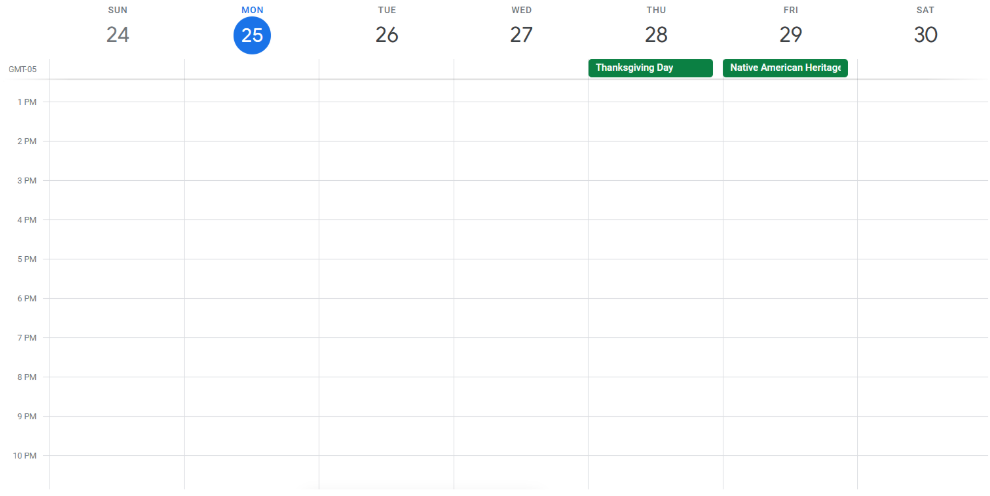 SUN MON TUE WED THU FRI SAT
24 25 26 27 28 29 30
GMT-05 Thanksgiving Day Native American Heritage
1 PM
2 PM
3 PM
4 PM
5 PM
6 PM
7 PM
8 PM
9 PM
10 PM